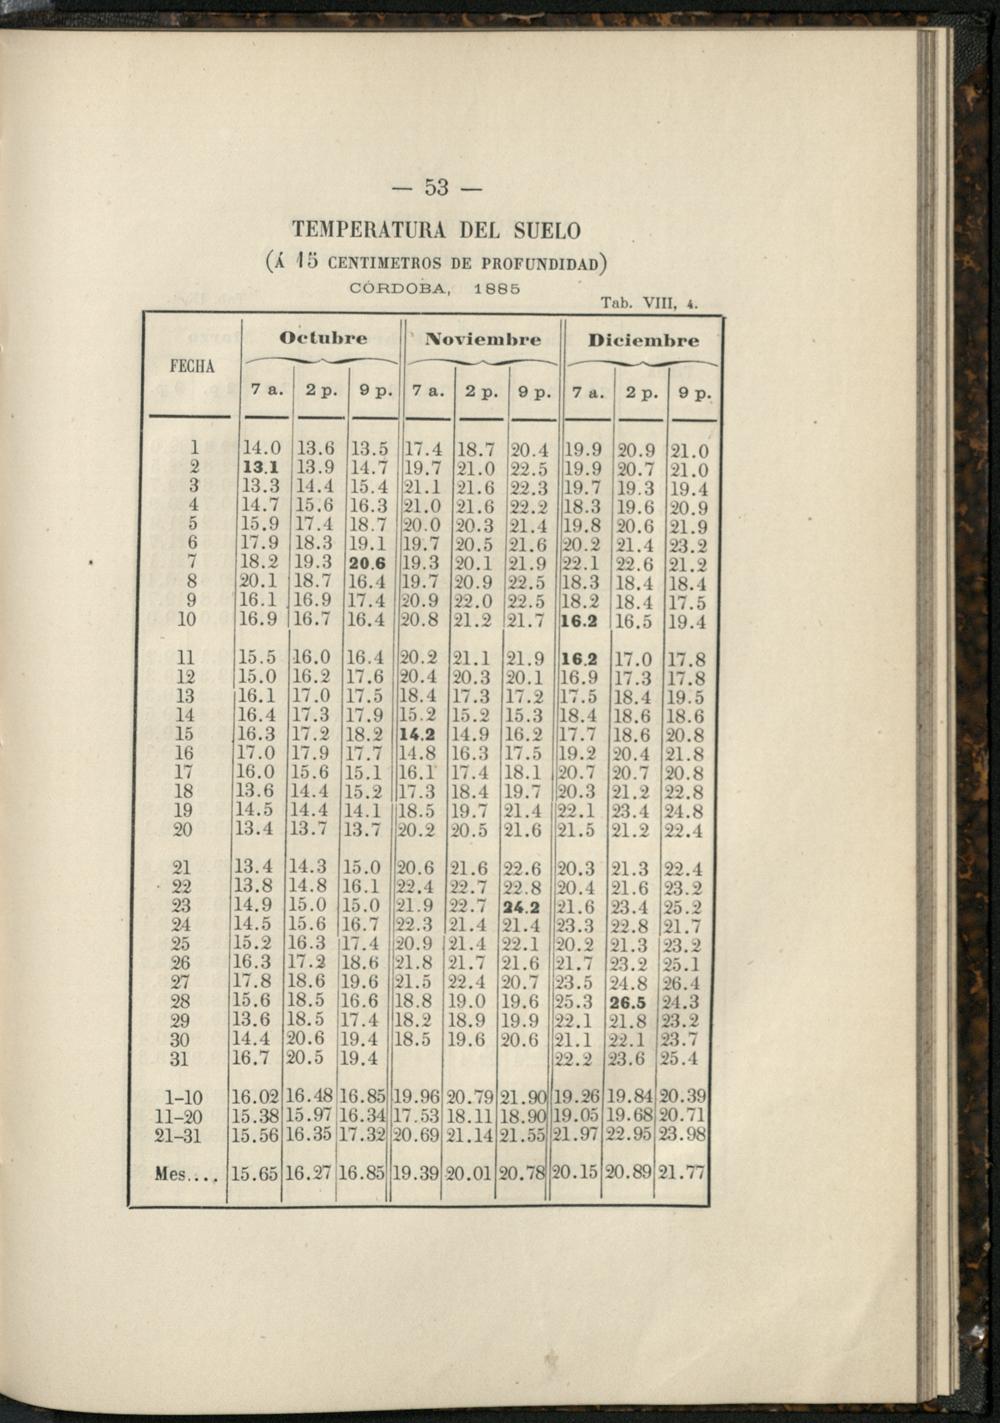 — 53 —
TEMPERATURA DEL SUELO
(Á 15 CENTIMETROS DE PROFUNDIDAD)
CÓRDOBA, 1885
Tab. VIII, 4.
FECHA Octubre Noviembre Diciembre
7 a. 2 p. 9 p. 7 a. 2 p. 9 p. 7 a. 2 p. 9 p.
1 14.0 13.6 13.5 17.4 18.7 20.4 19.9 20.9 21.0
2 13.1 13.9 14.7 19.7 21.0 22.5 19.9 20.7 21.0
3 13.3 14.4 15.4 21.1 21.6 22.3 19.7 19.3 19.4
4 14.7 15.6 16.3 21.0 21.6 22.2 18.3 19.6 20.9
5 15.9 17.4 18.7 20.0 20.3 21.4 19.8 20.6 21.9
6 17.9 18.3 19.1 19.7 20.5 21.6 20.2 21.4 23.2
7 18.2 19.3 20.6 19.3 20.1 21.9 22.1 22.6 21.2
8 20.1 18.7 16.4 19.7 20.9 22.5 18.3 18.4 18.4
9 16.1 16.9 17.4 20.9 22.0 22.5 18.2 18.4 17.5
10 16.9 16.7 16.4 20.8 21.2 21.7 16.2 16.5 19.4
11 15.5 16.0 16.4 20.2 21.1 21.9 16.2 17.0 17.8
12 15.0 16.2 17.6 20.4 20.3 20.1 16.9 17.3 17.8
13 16.1 17.0 17.5 18.4 17.3 17.2 17.5 18.4 19.5
14 16.4 17.3 17.9 15.2 15.2 15.3 18.4 18.6 18.6
15 16.3 17.2 18.2 14.2 14.9 16.2 17.7 18.6 20.8
16 17.0 17.9 17.7 14.8 16.3 17.5 19.2 20.4 21.8
17 16.0 15.6 15.1 16.1 17.4 18.1 20.7 20.7 20.8
18 13.6 14.4 15.2 17.3 18.4 19.7 20.3 21.2 22.8
19 14.5 14.4 14.1 18.5 19.7 21.4 22.1 23.4 24.8
20 13.4 13.7 13.7 20.2 20.5 21.6 21.5 21.2 22.4
21 13.4 14.3 15.0 20.6 21.6 22.6 20.3 21.3 22.4
22 13.8 14.8 16.1 22.4 22.7 22.8 20.4 21.6 23.2
23 14.9 15.0 15.0 21.9 22.7 24.2 21.6 23.4 25.2
24 14.5 15.6 16.7 22.3 21.4 21.4 23.3 22.8 21.7
25 15.2 16.3 17.4 20.9 21.4 22.1 20.2 21.3 23.2
26 16.3 17.2 18.6 21.8 21.7 21.6 21.7 23.2 25.1
27 17.8 18.6 19.6 21.5 22.4 20.7 23.5 24.8 26.4
28 15.6 18.5 16.6 18.8 19.0 19.6 25.3 26.5 24.3
29 13.6 18.5 17.4 18.2 18.9 19.9 22.1 21.8 23.2
30 14.4 20.6 19.4 18.5 19.6 20.6 21.1 22.1 23.7
31 16.7 20.5 19.4 22.2 23.6 25.4
1-10 16.02 16.48 16.85 19.96 20.79 21.90 19.26 19.84 20.39
11-20 15.38 15.97 16.34 17.53 18.11 18.90 19.05 19.68 20.71
21-31 15.56 16.35 17.32 20.69 21.14 21.55 21.97 22.95 23.98
Mes.... 15.65 16.27 16.85 19.39 20.01 20.78 20.15 20.89 21.77